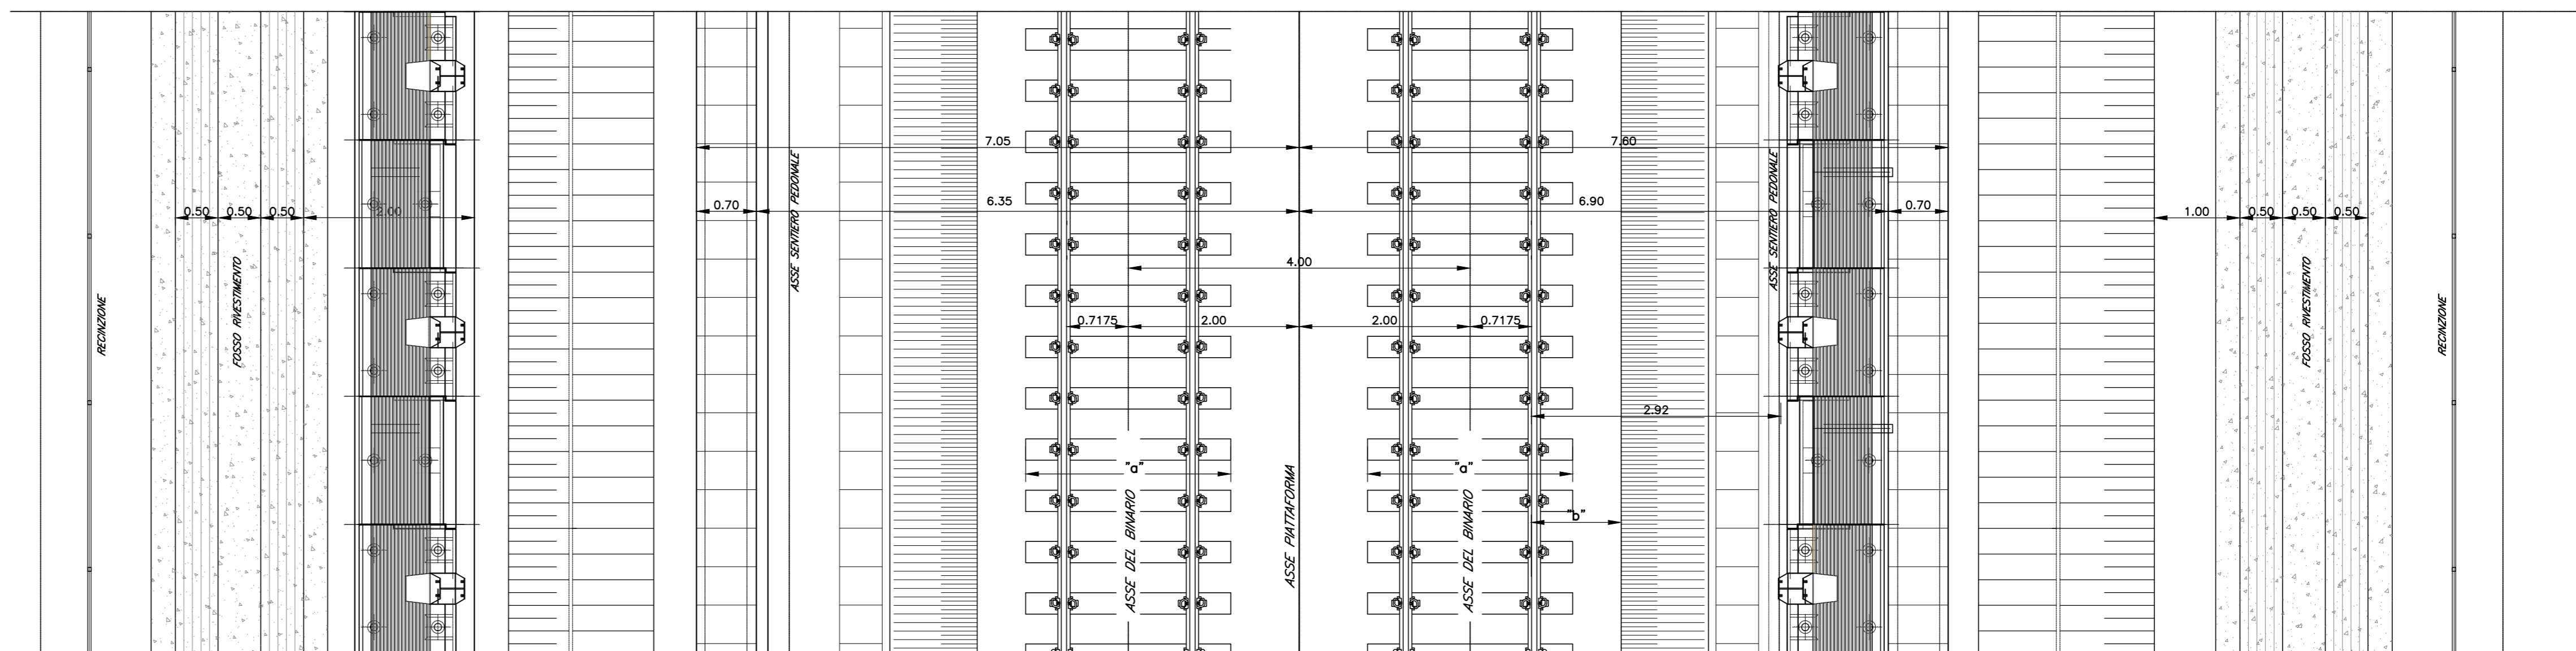 7.05
7.60
ASSE SENTIERO PEDONALE
ASSE SENTIERO PEDONALE
0.50
0.50
0.50
2.00
0.70
6.35
6.90
0.70
1.00
0.50
0.50
0.50
RECINZIONE
FOSSO RIVESTIMENTO
4.00
FOSSO RIVESTIMENTO
RECINZIONE
0.7175
2.00
2.00
0.7175
2.92
"a"
"a"
ASSE DEL BINARIO
ASSE PIATTAFORMA
ASSE DEL BINARIO
"b"